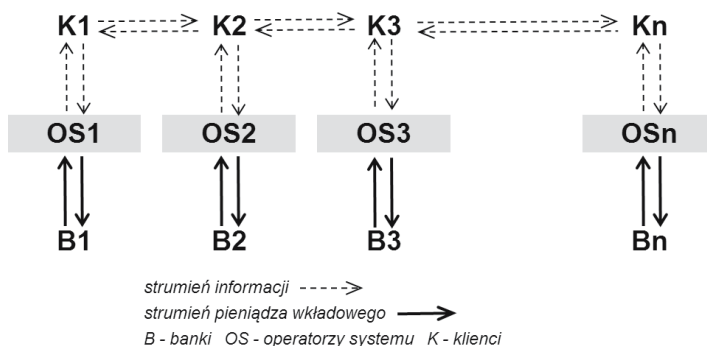 K1 K2 K3 Kn
OS1 OS2 OS3 OSn
B1 B2 B3 Bn
strumień informacji
strumień pieniądza wkładowego
B - banki OS - operatorzy systemu K - klienci